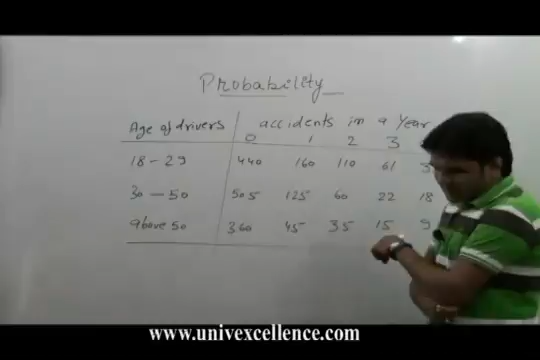 Probability
Age of drivers accidents in a Year
0 1 2 3
18 - 29 440 160 110 61 3
30 - 50 505 125 60 22 18
above 50 360 45 35 15 9
www.univexcellence.com